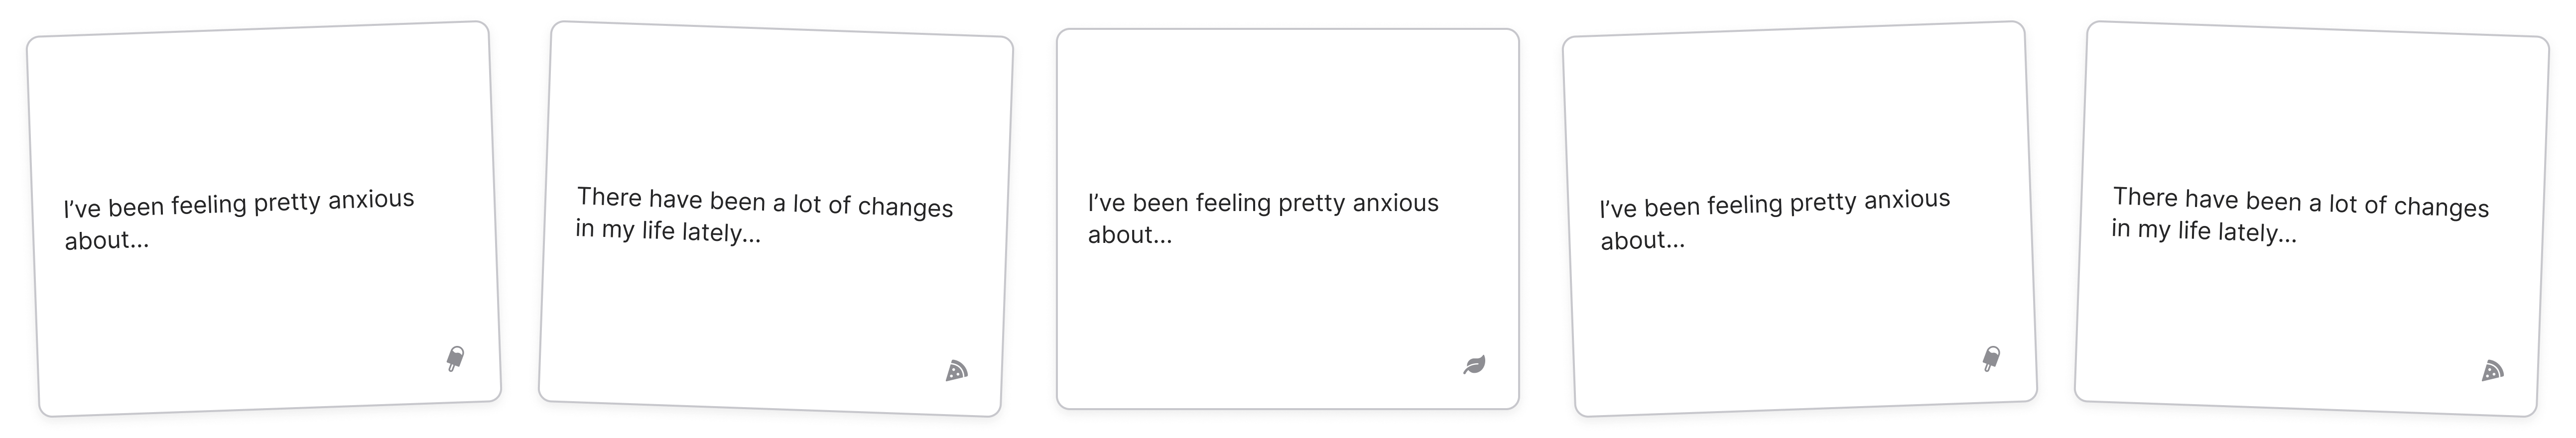 I’ve been feeling pretty anxious
about...
There have been a lot of changes
in my life lately...
I’ve been feeling pretty anxious
about...
I’ve been feeling pretty anxious
about...
There have been a lot of changes
in my life lately...